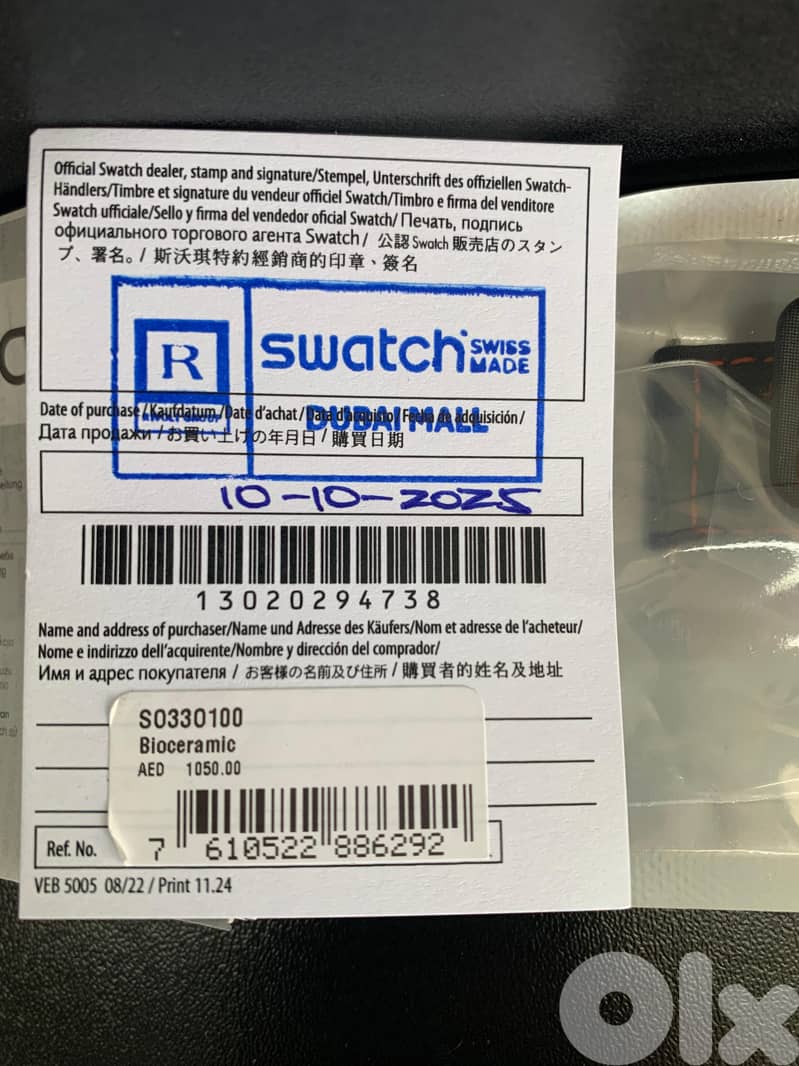 Official Swatch dealer, stamp and signature/Stempel, Unterschrift des offiziellen Swatch-
Händlers/Timbre et signature du vendeur officiel Swatch/Timbro e firma del venditore
Swatch ufficiale/Sello y firma del vendedor oficial Swatch/ Печать, подпись
официального торгового агента Swatch/ 公認 Swatch 販売店のスタン
プ、署名。/ 斯沃琪特約經銷商的印章、簽名
R
swatch SWISS
MADE
RIVOLI GROUP
DUBAI MALL
Date of purchase/Kaufdatum/Date d'achat/Data d'acquisto/Fecha de adquisición/
Дата продажи/お買い上げの年月日/購買日期
10-10-2025
13020294738
Name and address of purchaser/Name und Adresse des Käufers/Nom et adresse de l'acheteur/
Nome e indirizzo dell'acquirente/Nombre y dirección del comprador/
Имя и адрес покупателя / お客様の名前及び住所 / 購買者的姓名及地址
SO33O100
Bioceramic
AED 1050.00
7 610522 886292
Ref. No.
VEB 5005 08/22 / Print 11.24
Olx